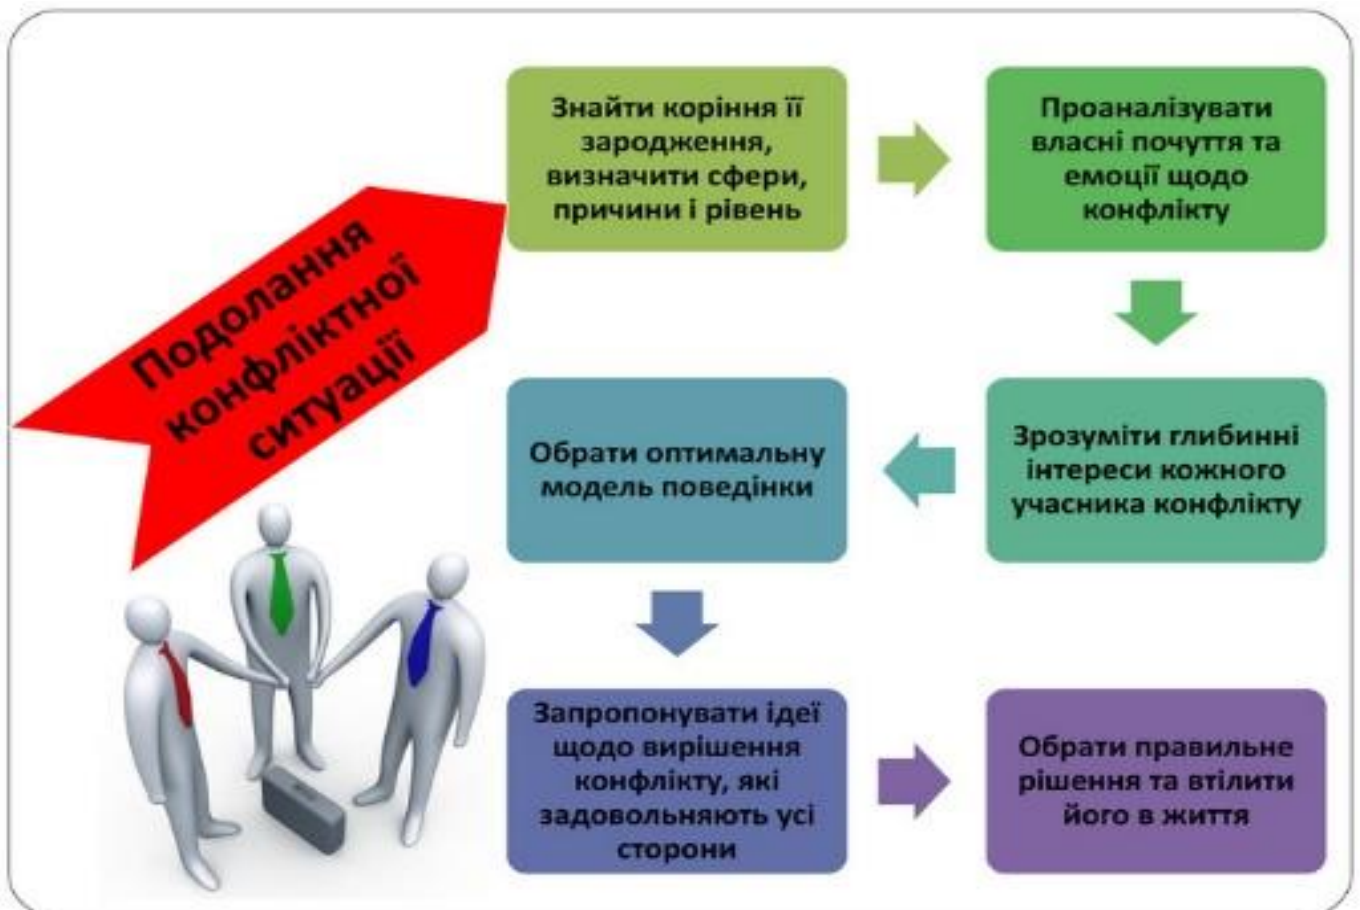 Подолання
конфліктної
ситуації
Знайти коріння її
зародження,
визначити сфери,
причини і рівень
Проаналізувати
власні почуття та
емоції щодо
конфлікту
Зрозуміти глибинні
інтереси кожного
учасника конфлікту
Обрати оптимальну
модель поведінки
Запропонувати ідеї
щодо вирішення
конфлікту, які
задовольняють усі
сторони
Обрати правильне
рішення та втілити
його в життя